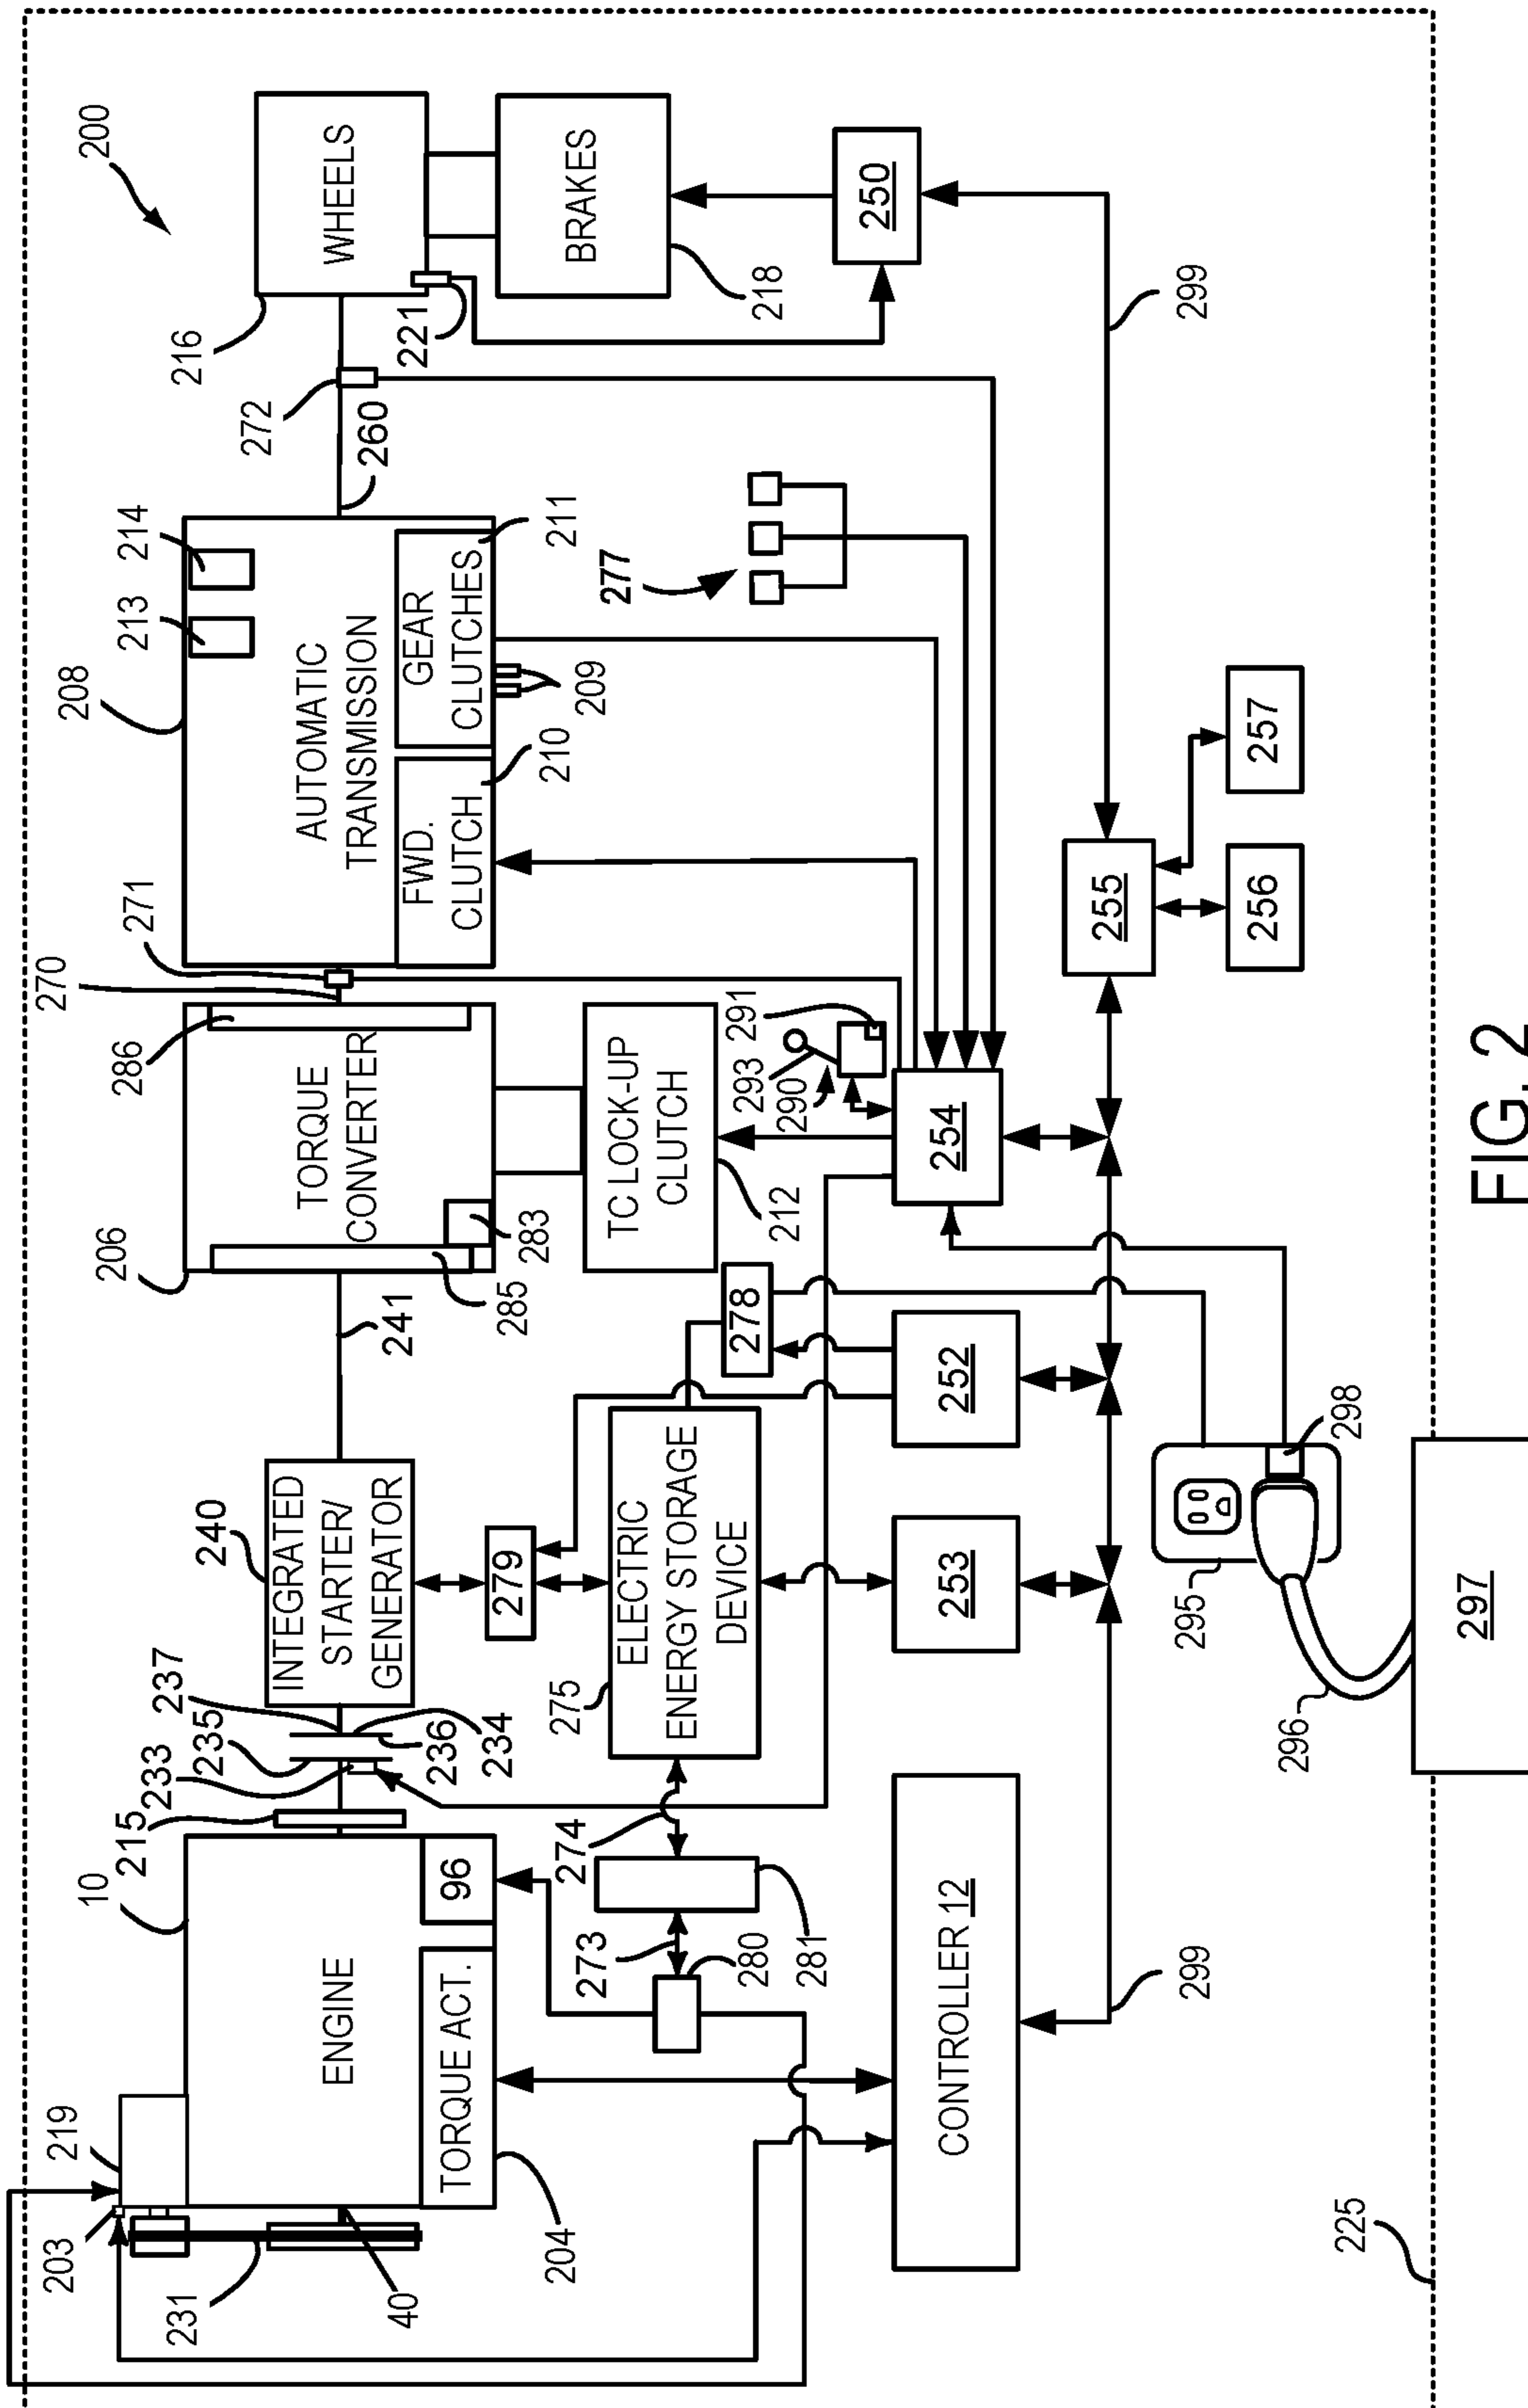 200
216
WHEELS
221
272
260
BRAKES
218
250
299
214
213
208
AUTOMATIC
TRANSMISSION
GEAR
CLUTCHES
211
209
FWD.
CLUTCH
210
277
271
270
286
TORQUE
CONVERTER
206
283
285
241
TC LOCK-UP
CLUTCH
212
291
293
290
254
255
256
257
278
252
253
279
240
INTEGRATED
STARTER/
GENERATOR
237
235
233
236
234
215
275
ELECTRIC
ENERGY STORAGE
DEVICE
274
273
280
281
10
ENGINE
96
TORQUE ACT.
204
219
203
231
40
CONTROLLER 12
299
295
296
298
297
225
FIG. 2